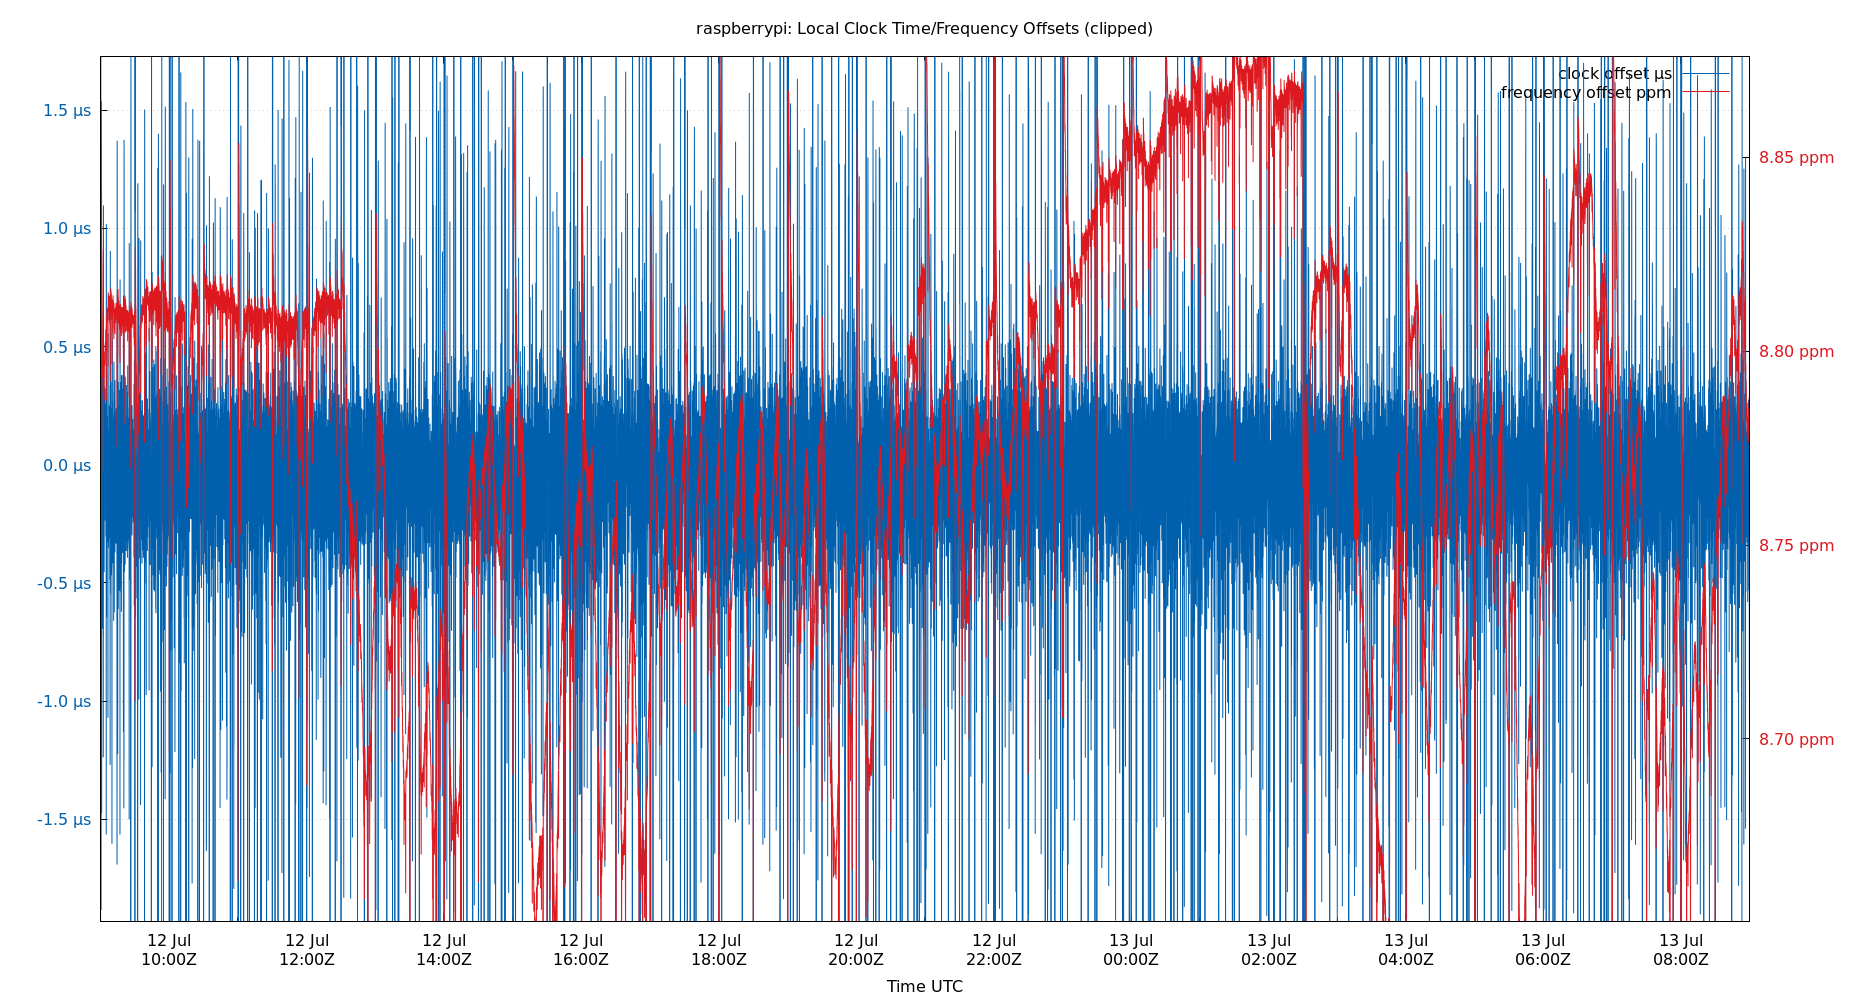 raspberrypi: Local Clock Time/Frequency Offsets (clipped)
clock offset µs
frequency offset ppm
1.5 µs
1.0 µs
0.5 µs
0.0 µs
-0.5 µs
-1.0 µs
-1.5 µs
8.85 ppm
8.80 ppm
8.75 ppm
8.70 ppm
12 Jul 12 Jul 12 Jul 12 Jul 12 Jul 12 Jul 12 Jul 13 Jul 13 Jul 13 Jul 13 Jul 13 Jul
10:00Z 12:00Z 14:00Z 16:00Z 18:00Z 20:00Z 22:00Z 00:00Z 02:00Z 04:00Z 06:00Z 08:00Z
Time UTC